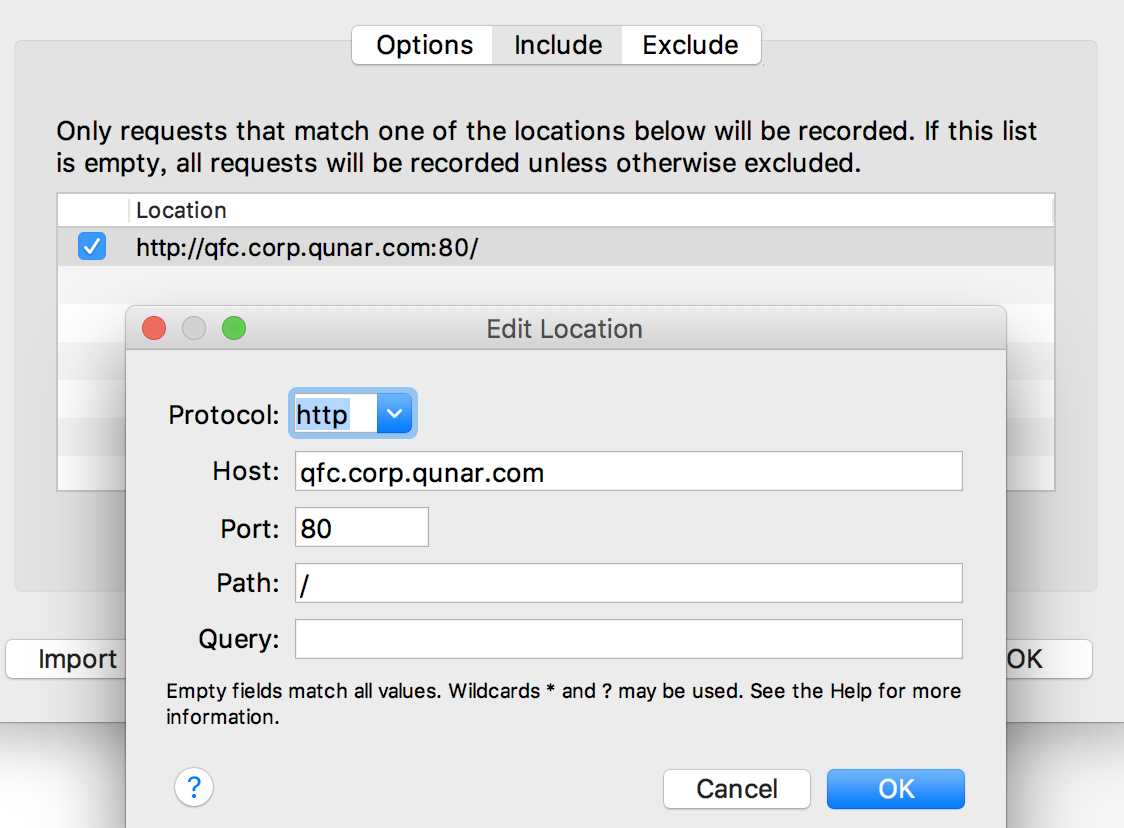 Options Include Exclude
Only requests that match one of the locations below will be recorded. If this list
is empty, all requests will be recorded unless otherwise excluded.
Location
http://qfc.corp.qunar.com:80/
Edit Location
Protocol: http
Host: qfc.corp.qunar.com
Port: 80
Path: /
Query:
Import
OK
Empty fields match all values. Wildcards * and ? may be used. See the Help for more
information.
? Cancel OK